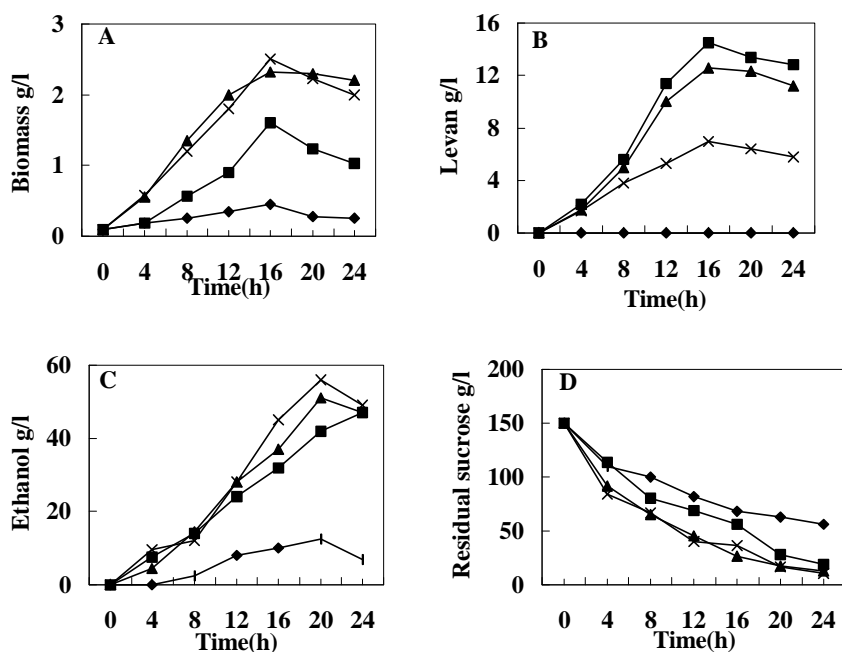 A
Biomass g/l
3
2
1
0
0 4 8 12 16 20 24
Time(h)
B
Levan g/l
16
12
8
4
0
0 4 8 12 16 20 24
Time(h)
C
Ethanol g/l
60
40
20
0
0 4 8 12 16 20 24
Time(h)
D
Residual sucrose g/l
200
150
100
50
0
0 4 8 12 16 20 24
Time(h)